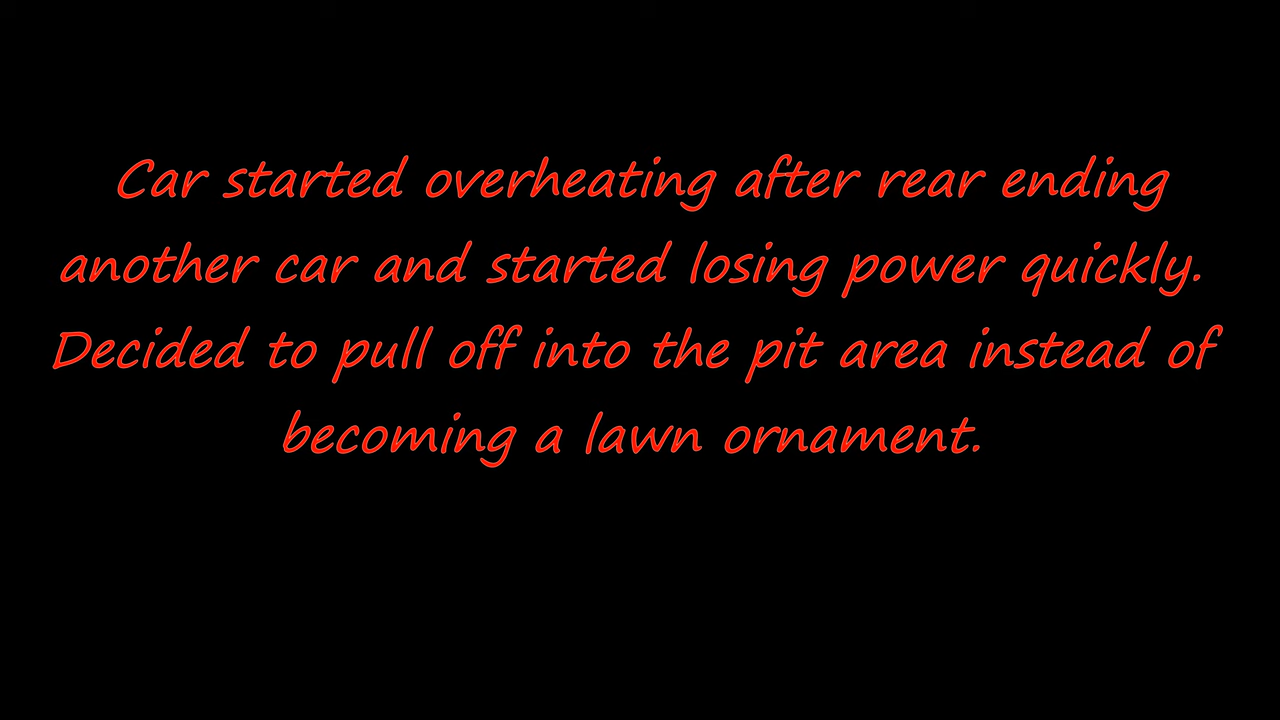 Car started overheating after rear ending
another car and started losing power quickly.
Decided to pull off into the pit area instead of
becoming a lawn ornament.